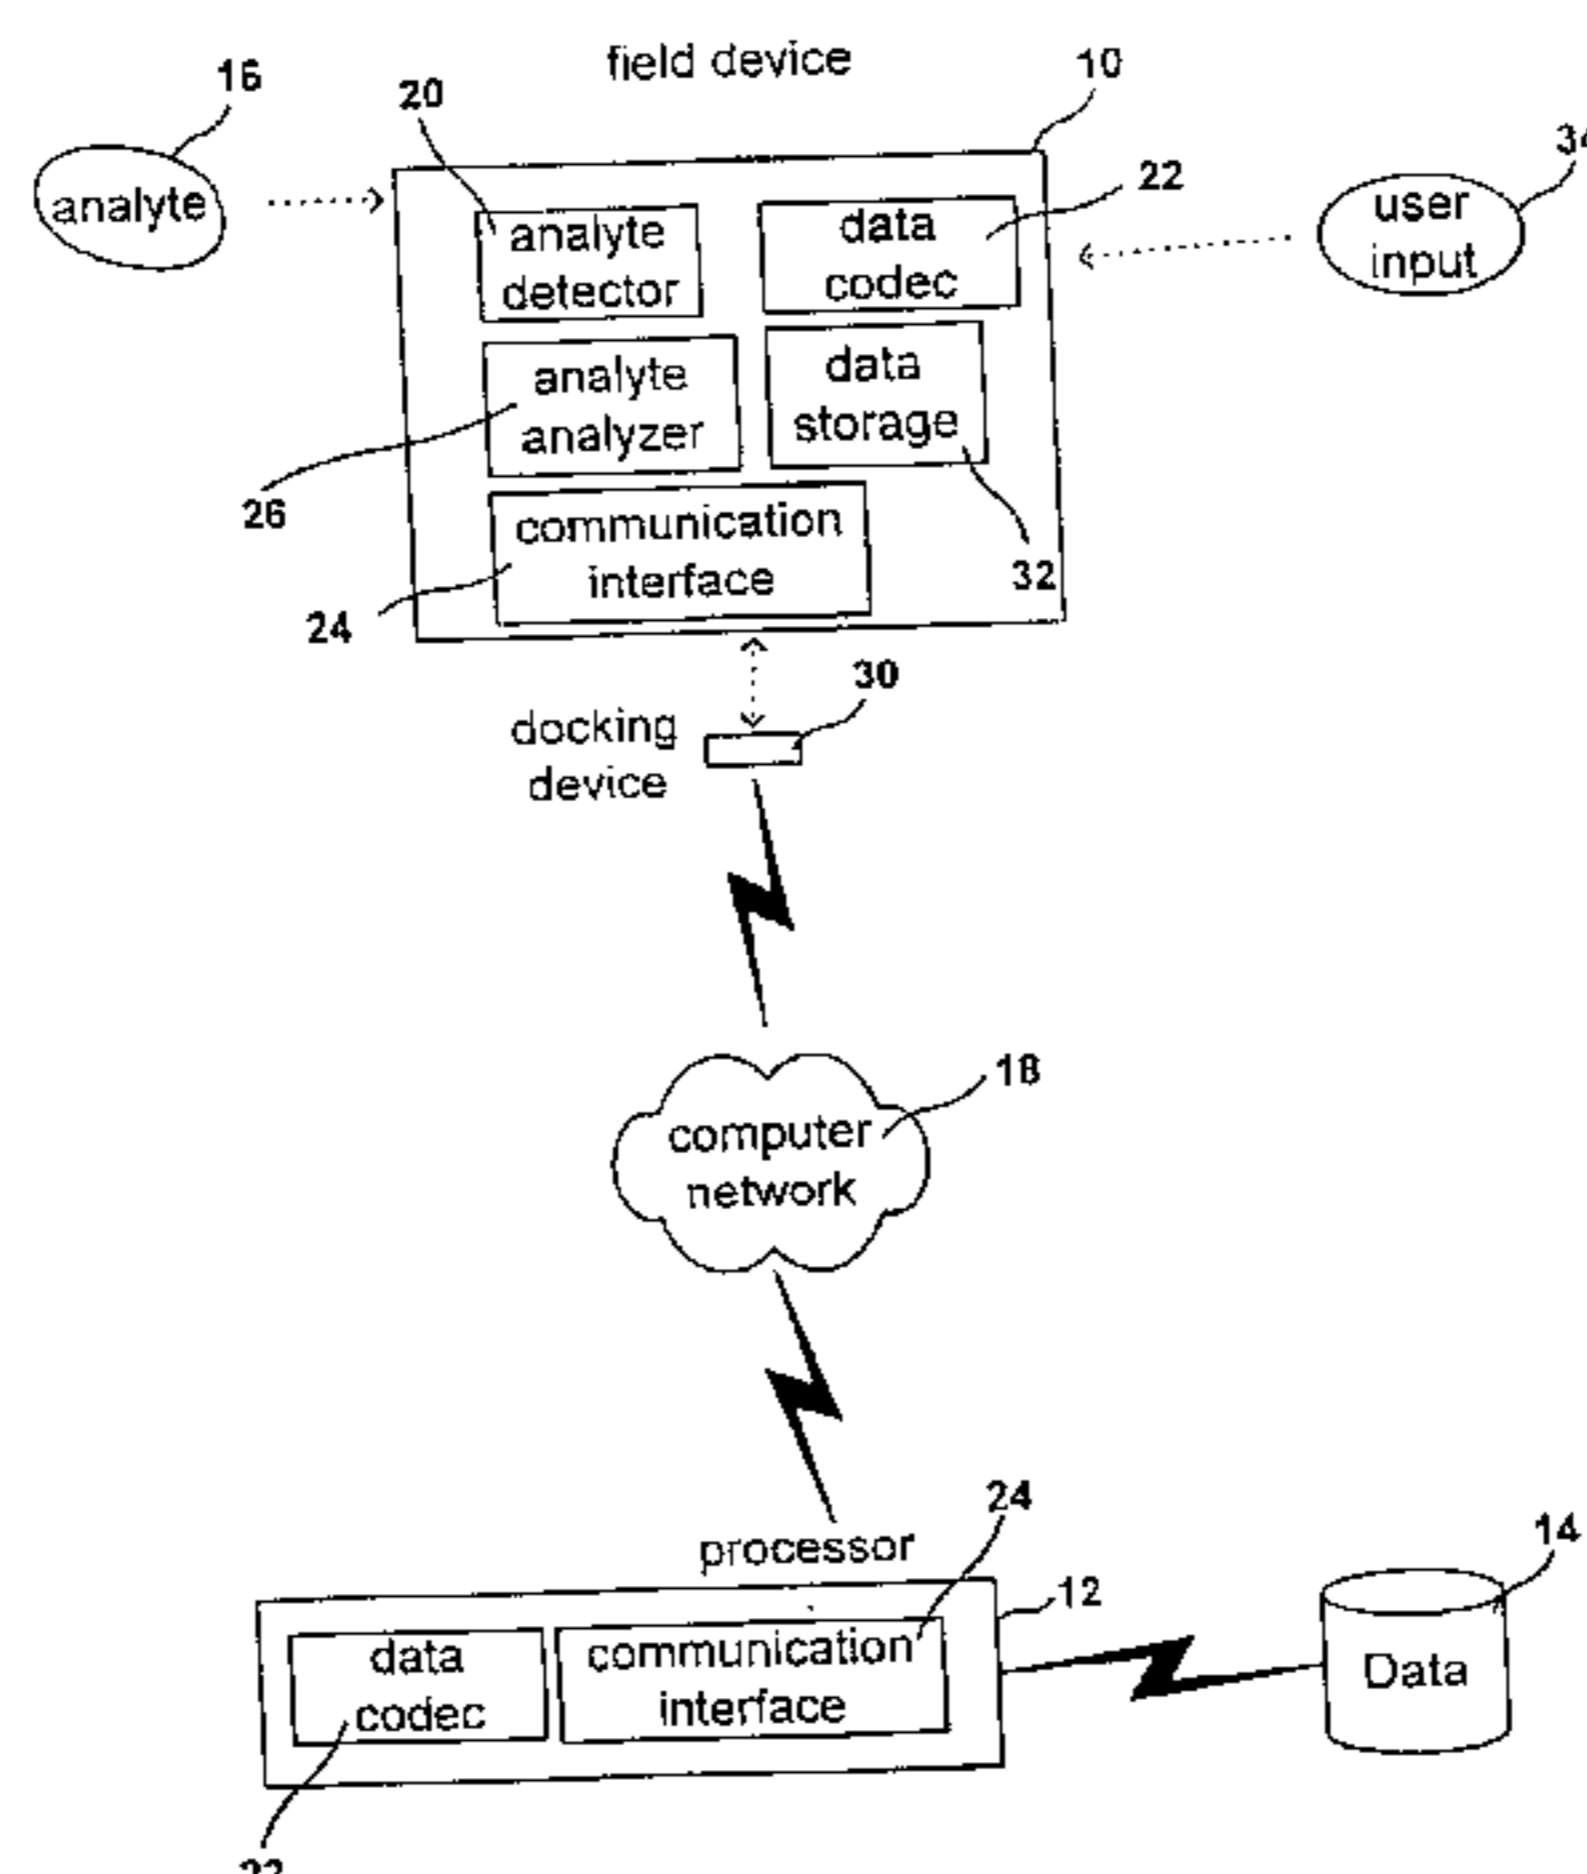 field device
16
20
10
34
analyte
22
user
input
analyte
detector
data
codec
analyte
analyzer
data
storage
26
communication
interface
32
24
30
docking
device
18
computer
network
24
processor
14
12
data
codec
communication
interface
Data